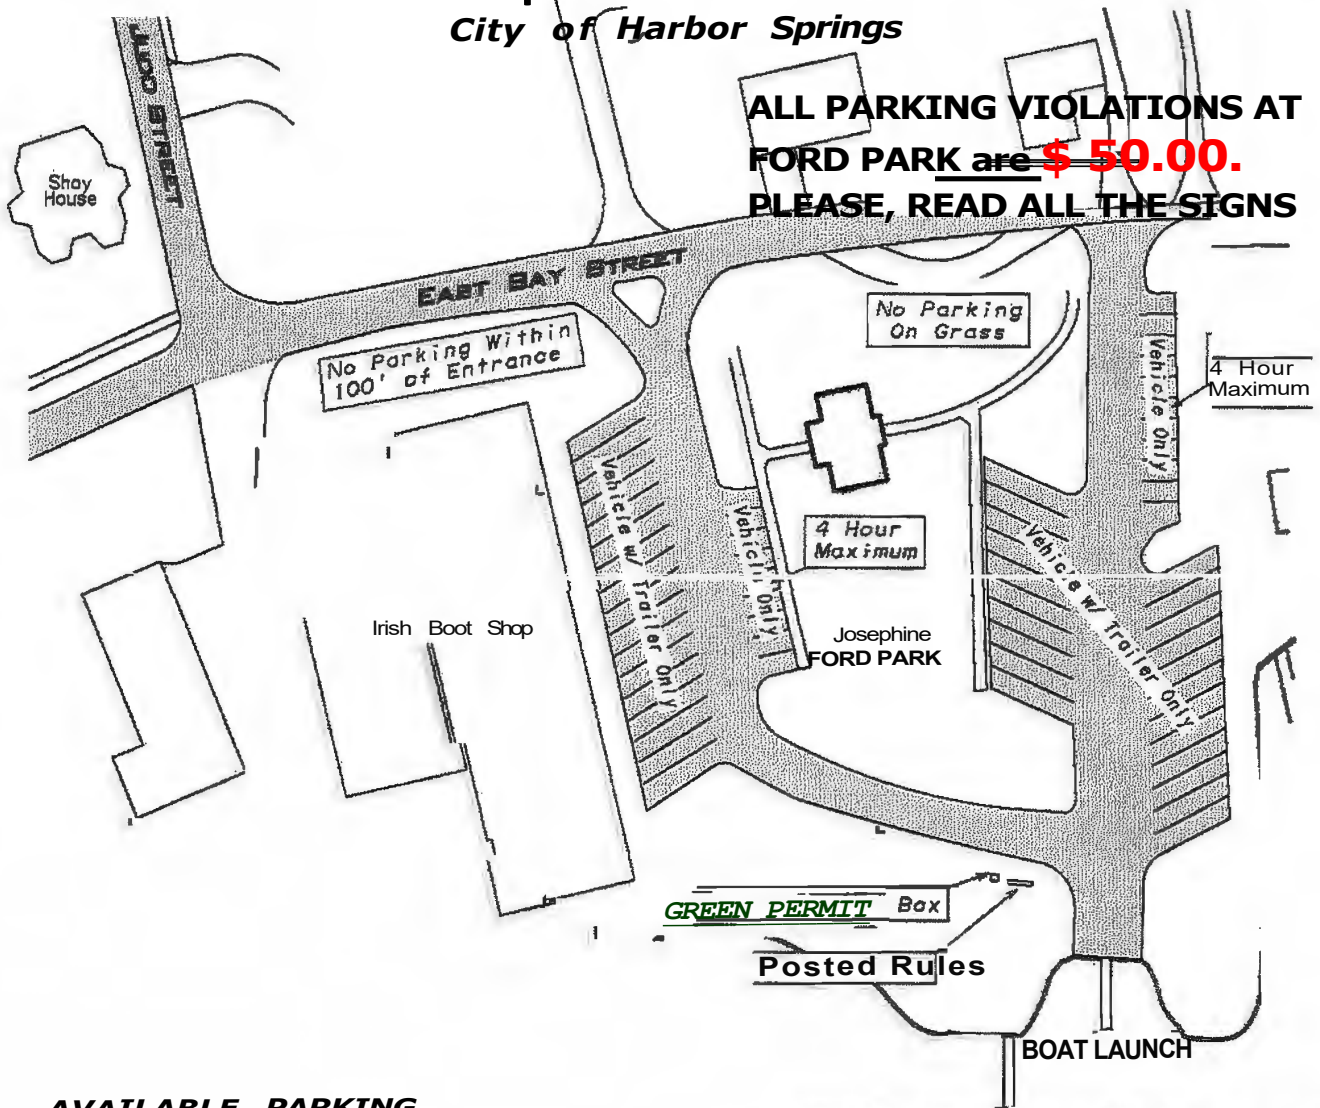 City of Harbor Springs
ALL PARKING VIOLATIONS AT
FORD PARK are $ 50.00.
PLEASE, READ ALL THE SIGNS
JUDD STREET
Shay
House
EAST BAY STREET
No Parking Within
100' of Entrance
No Parking
On Grass
Vehicle Only
4 Hour
Maximum
Vehicle w/ Trailer Only
Vehicle Only
4 Hour
Maximum
Vehicle w/ Trailer Only
Irish Boot Shop
Josephine
FORD PARK
GREEN PERMIT Box
Posted Rules
BOAT LAUNCH
AVAILABLE PARKING